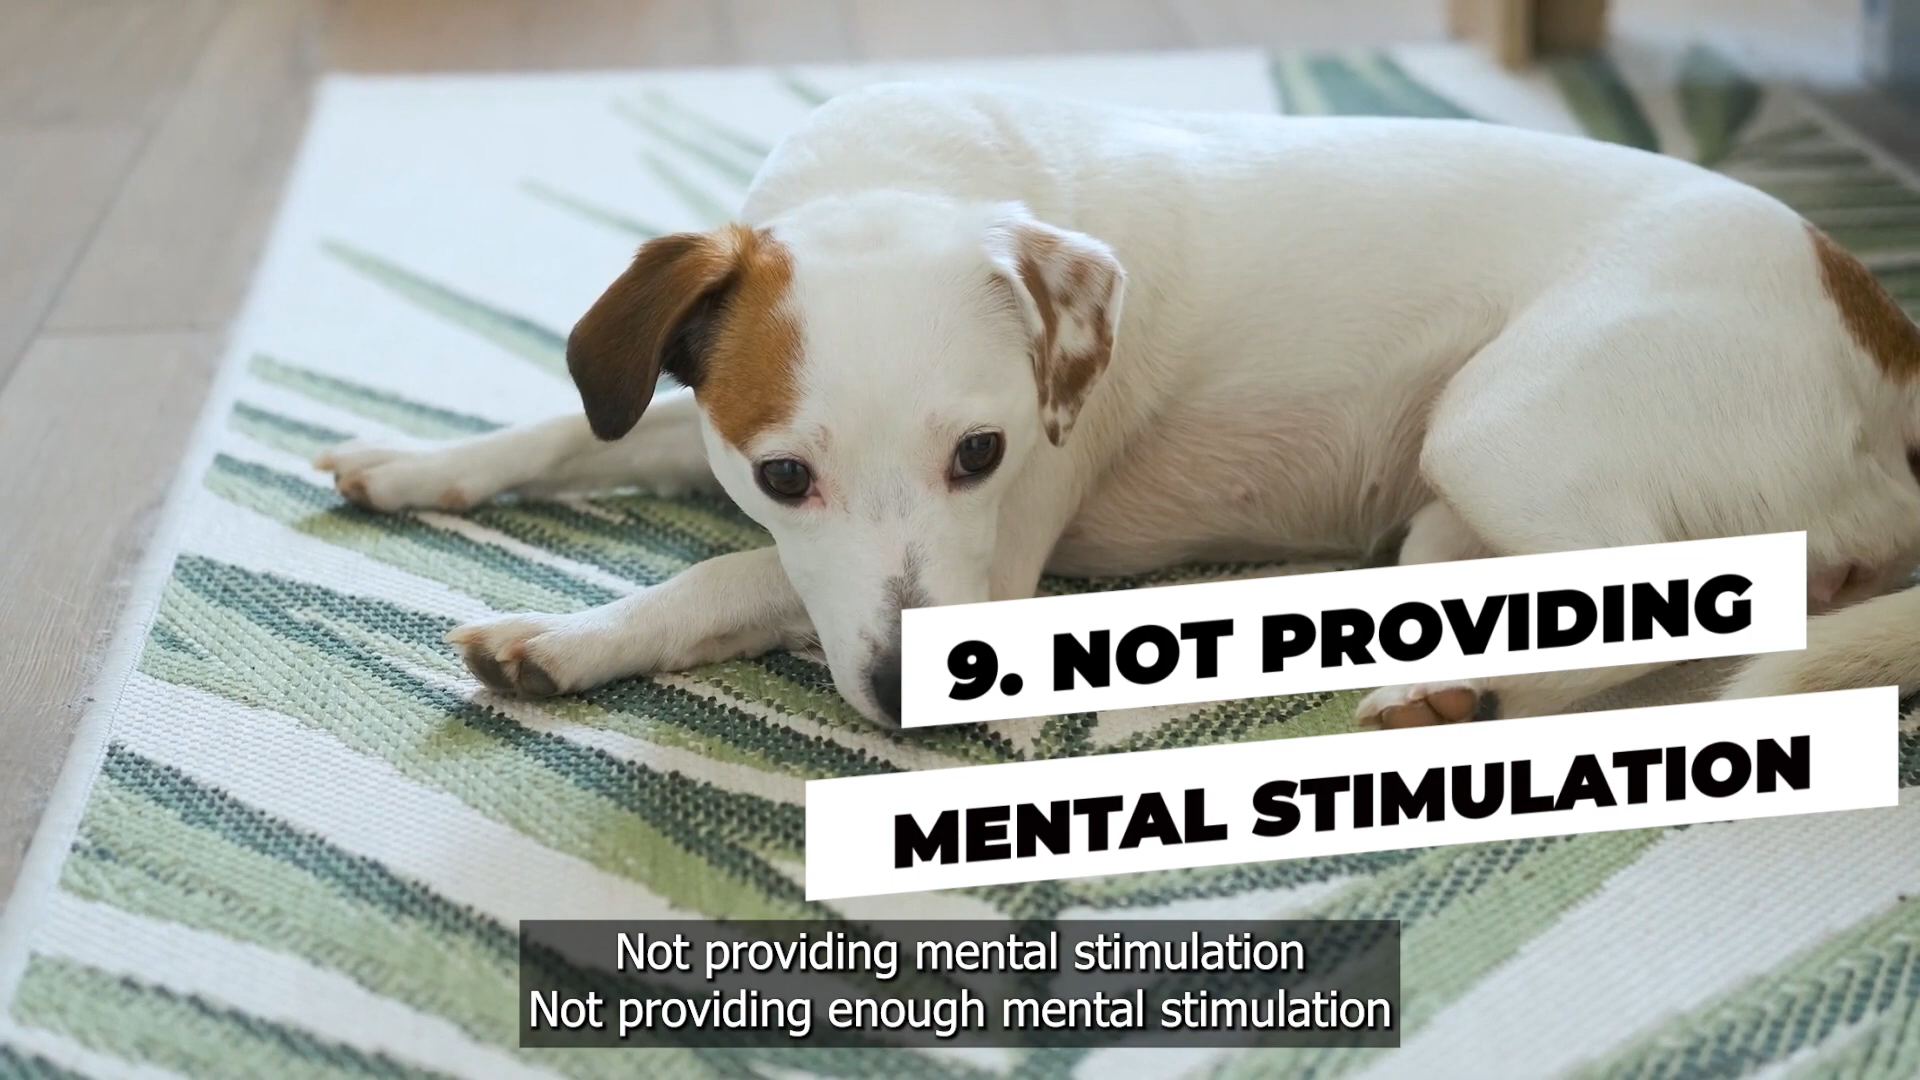 9. NOT PROVIDING
MENTAL STIMULATION
Not providing mental stimulation
Not providing enough mental stimulation